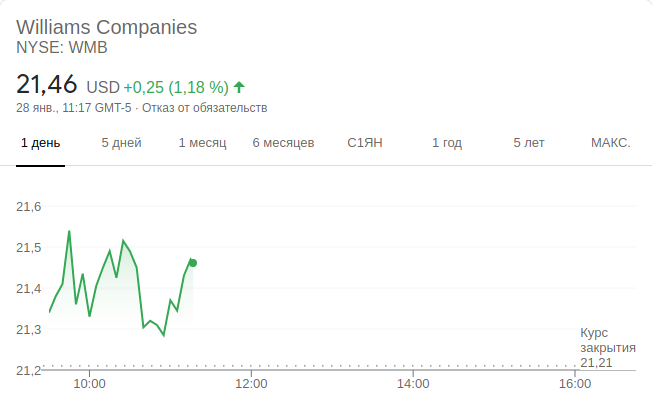 Williams Companies
NYSE: WMB
21,46 USD +0,25 (1,18 %)
28 янв., 11:17 GMT-5 · Отказ от обязательств
1 день 5 дней 1 месяц 6 месяцев С1ЯН 1 год 5 лет МАКС.
21,6
21,5
21,4
21,3
21,2
Курс
закрытия
21,21
10:00 12:00 14:00 16:00